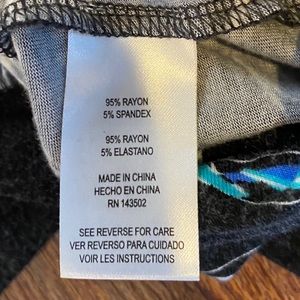 95% RAYON
5% SPANDEX
95% RAYON
5% ELASTANO
MADE IN CHINA
HECHO EN CHINA
RN 143502
SEE REVERSE FOR CARE
VER REVERSO PARA CUIDADO
VOIR LES INSTRUCTIONS